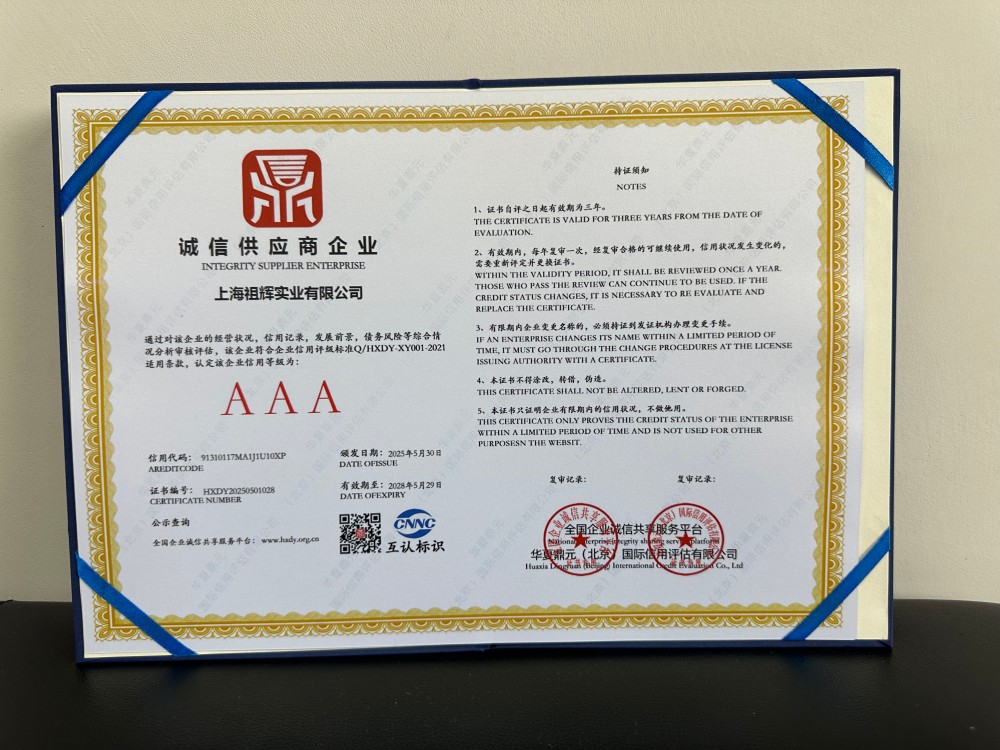 诚信供应商企业
INTEGRITY SUPPLIER ENTERPRISE
上海祖辉实业有限公司
通过对该企业的经营状况，信用记录，发展前景，债务风险等综合情
况分析审核评估，该企业符合企业信用评级标准Q/HXDY-XY001-2021
适用条款，认定该企业信用等级为：
AAA
信用代码： 91310117MA1J1U10XP
AREDITCODE
颁发日期：2025年5月30日
DATE OFISSUE
证书编号： HXDY20250501028
CERTIFICATE NUMBER
有效期至：2028年5月29日
DATE OFEXPIRY
公示查询
全国企业诚信共享服务平台：www.hady.org.cn
CNNC
互认标识
持证须知
NOTES
1、证书自评之日起有效期为三年。
THE CERTIFICATE IS VALID FOR THREE YEARS FROM THE DATE OF
EVALUATION.
2、有效期内，每年复审一次，经复审合格的可继续使用，信用状况发生变化的，
需要重新评定并更换证书。
WITHIN THE VALIDITY PERIOD, IT SHALL BE REVIEWED ONCE A YEAR.
THOSE WHO PASS THE REVIEW CAN CONTINUE TO BE USED. IF THE
CREDIT STATUS CHANGES, IT IS NECESSARY TO RE EVALUATE AND
REPLACE THE CERTIFICATE.
3、有限期内企业变更名称的，必须持证到发证机构办理变更手续。
IF AN ENTERPRISE CHANGES ITS NAME WITHIN A LIMITED PERIOD OF
TIME, IT MUST GO THROUGH THE CHANGE PROCEDURES AT THE LICENSE
ISSUING AUTHORITY WITH A CERTIFICATE.
4、本证书不得涂改，转借，伪造。
THIS CERTIFICATE SHALL NOT BE ALTERED, LENT OR FORGED.
5、本证书只证明企业有限期内的信用状况，不做他用。
THIS CERTIFICATE ONLY PROVES THE CREDIT STATUS OF THE ENTERPRISE
WITHIN A LIMITED PERIOD OF TIME AND IS NOT USED FOR OTHER
PURPOSESN THE WEBSIT.
复审记录： 复审记录：
全国企业诚信共享服务平台
National enterprise integrity sharing service platform
华夏鼎元（北京）国际信用评估有限公司
Huaxia Dingyuan (Beijing) International Credit Evaluation Co., Ltd